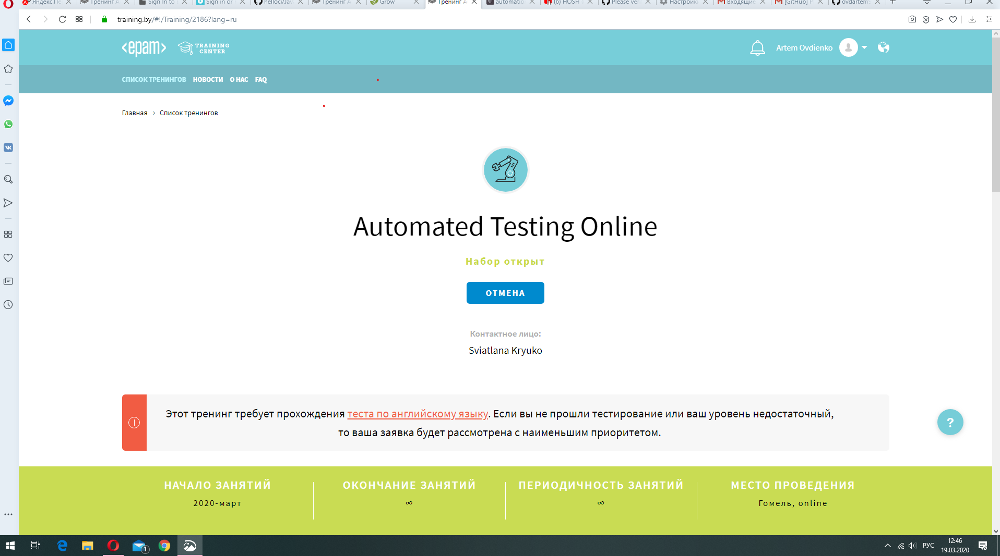 Яндекс.Пе
Тренинг А
Sign In to
Sign in or
helloci/Jav
Тренинг А
Grow
Тренинг А
automatio
(6) HOSH
Please veri
Настройки
Входящие
[GitHub] P
ovdartem
training.by/#!/Training/2186?lang=ru
<epam>
TRAINING
CENTER
Artem Ovdienko
СПИСОК ТРЕНИНГОВ
НОВОСТИ
О НАС
FAQ
Главная › Список тренингов
Automated Testing Online
Набор открыт
ОТМЕНА
Контактное лицо:
Sviatlana Kryuko
Этот тренинг требует прохождения теста по английскому языку. Если вы не прошли тестирование или ваш уровень недостаточный,
то ваша заявка будет рассмотрена с наименьшим приоритетом.
?
НАЧАЛО ЗАНЯТИЙ
2020-март
ОКОНЧАНИЕ ЗАНЯТИЙ
∞
ПЕРИОДИЧНОСТЬ ЗАНЯТИЙ
∞
МЕСТО ПРОВЕДЕНИЯ
Гомель, online
1
РУС
12:46
19.03.2020